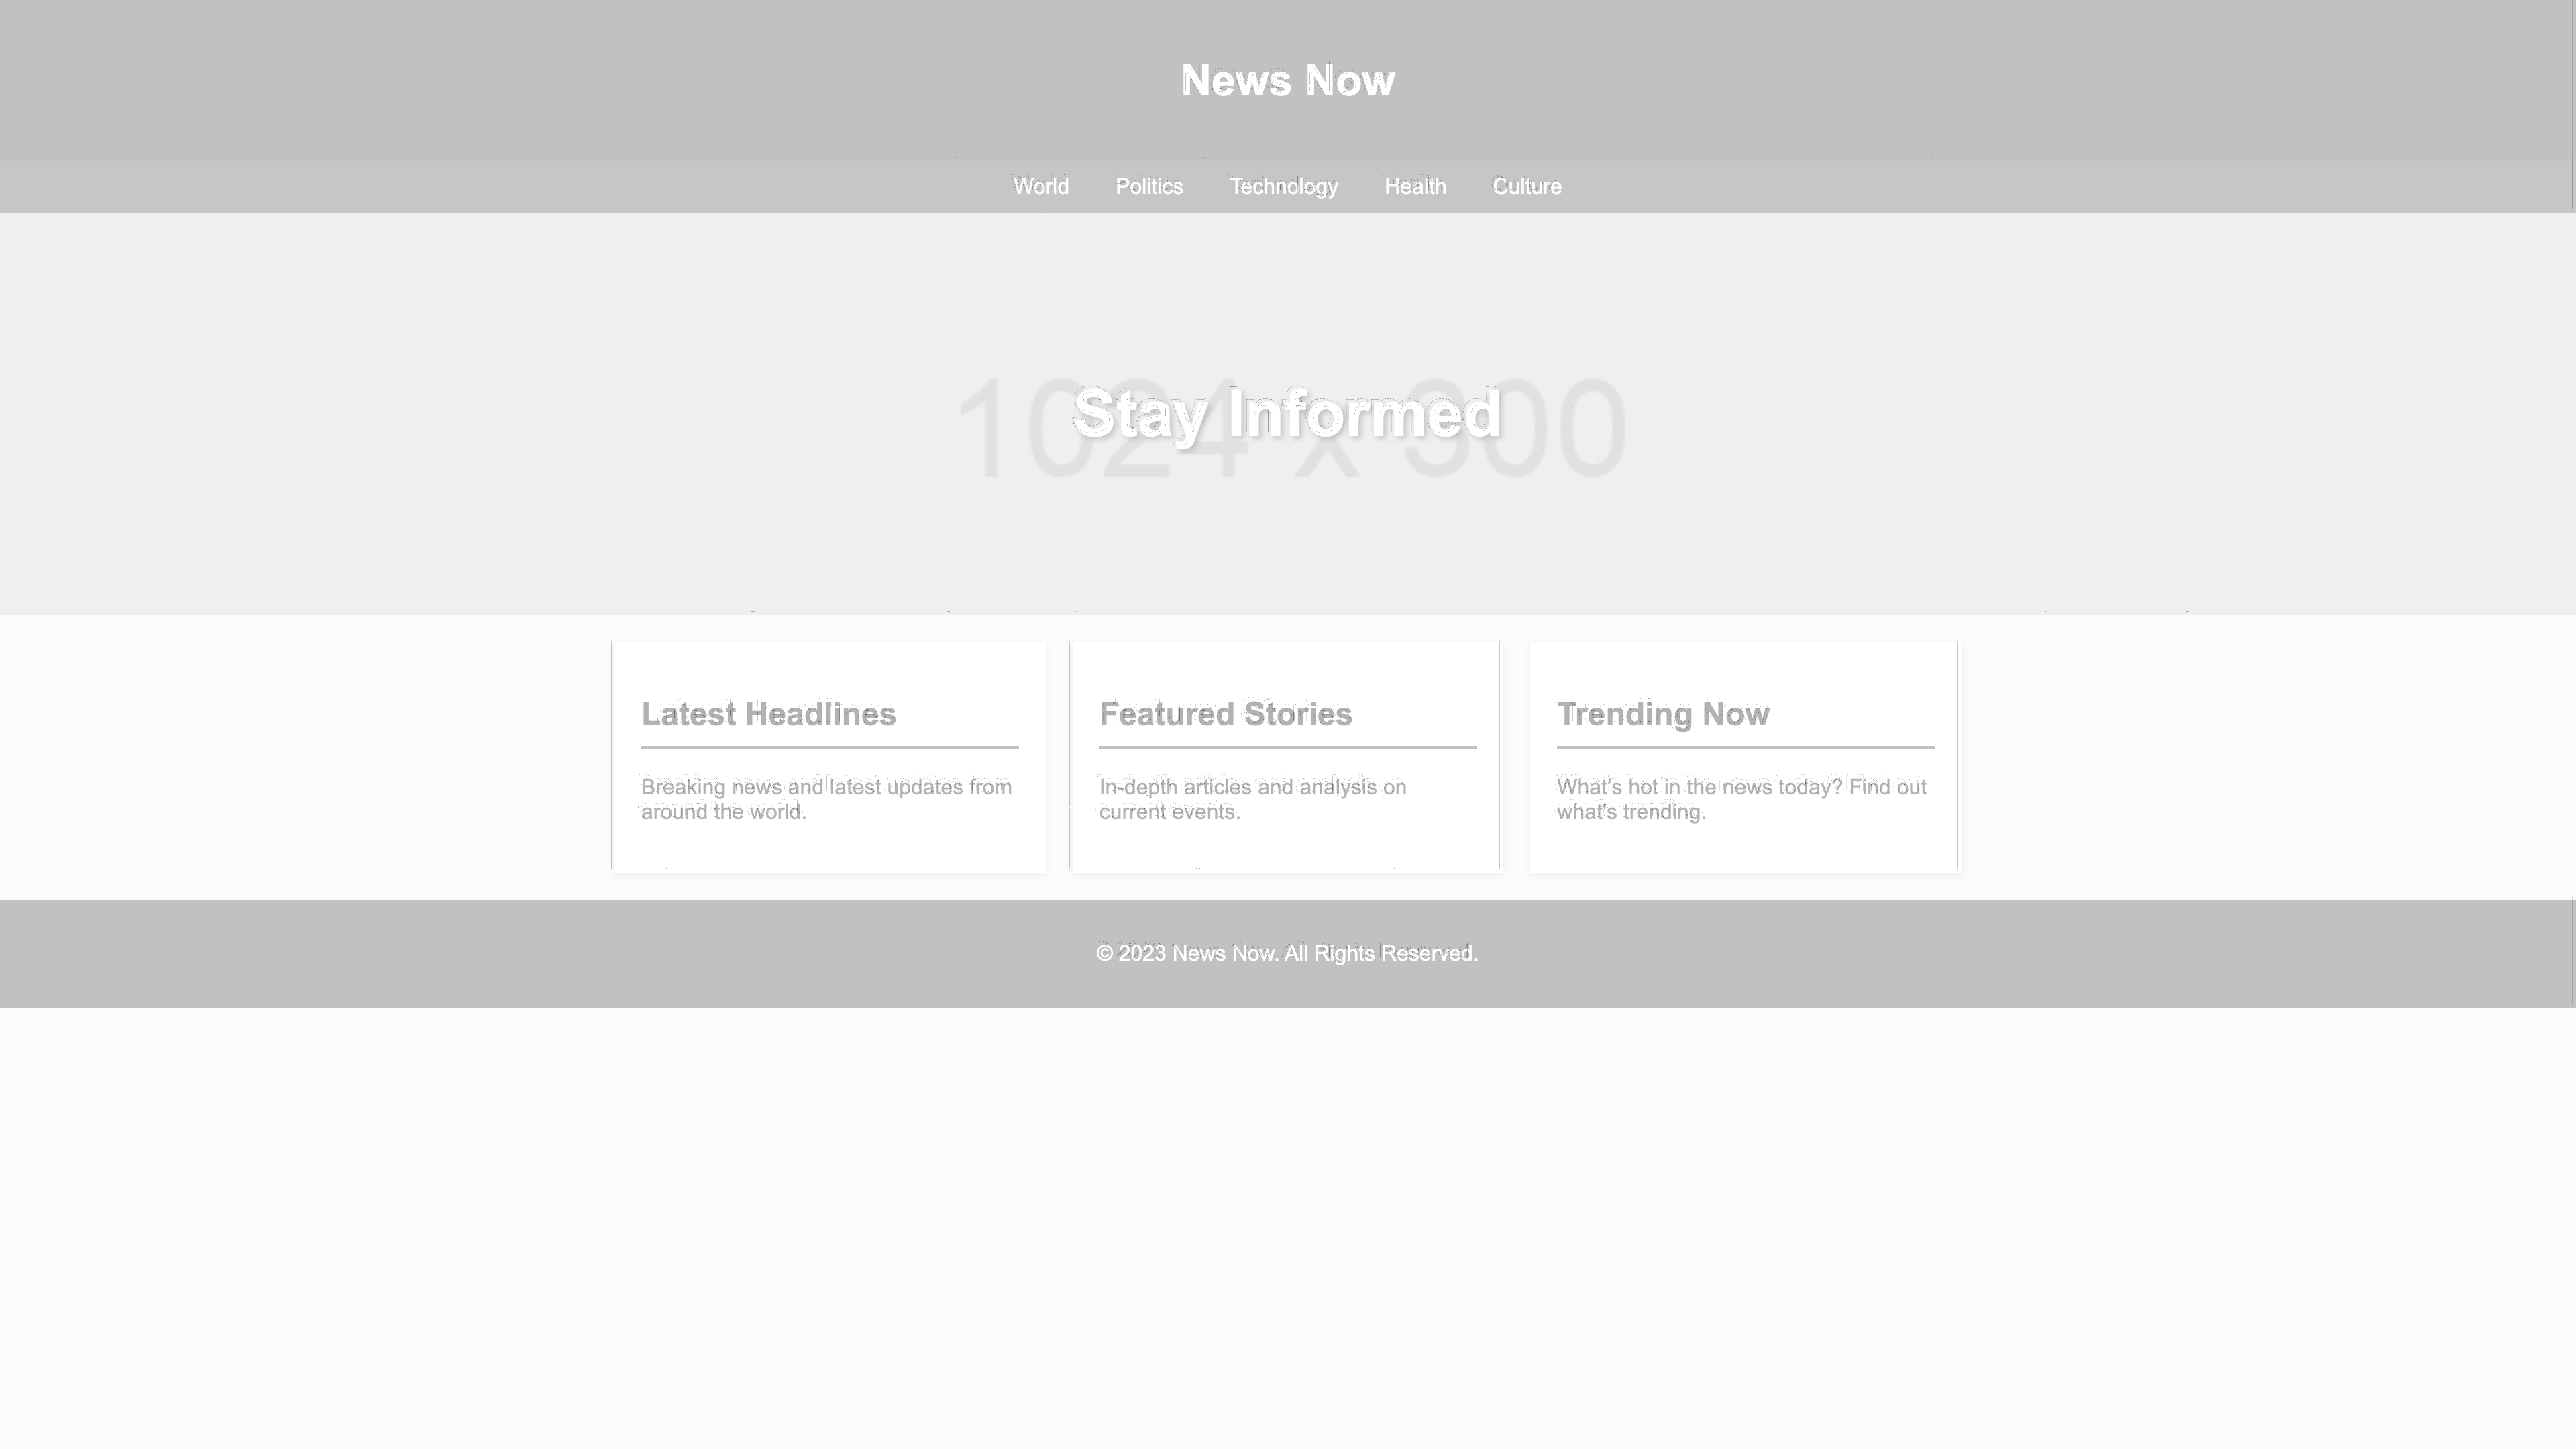 News Now
World Politics Technology Health Culture
1024 x 300
Stay Informed
Latest Headlines
Breaking news and latest updates from
around the world.
Featured Stories
In-depth articles and analysis on
current events.
Trending Now
What's hot in the news today? Find out
what's trending.
© 2023 News Now. All Rights Reserved.